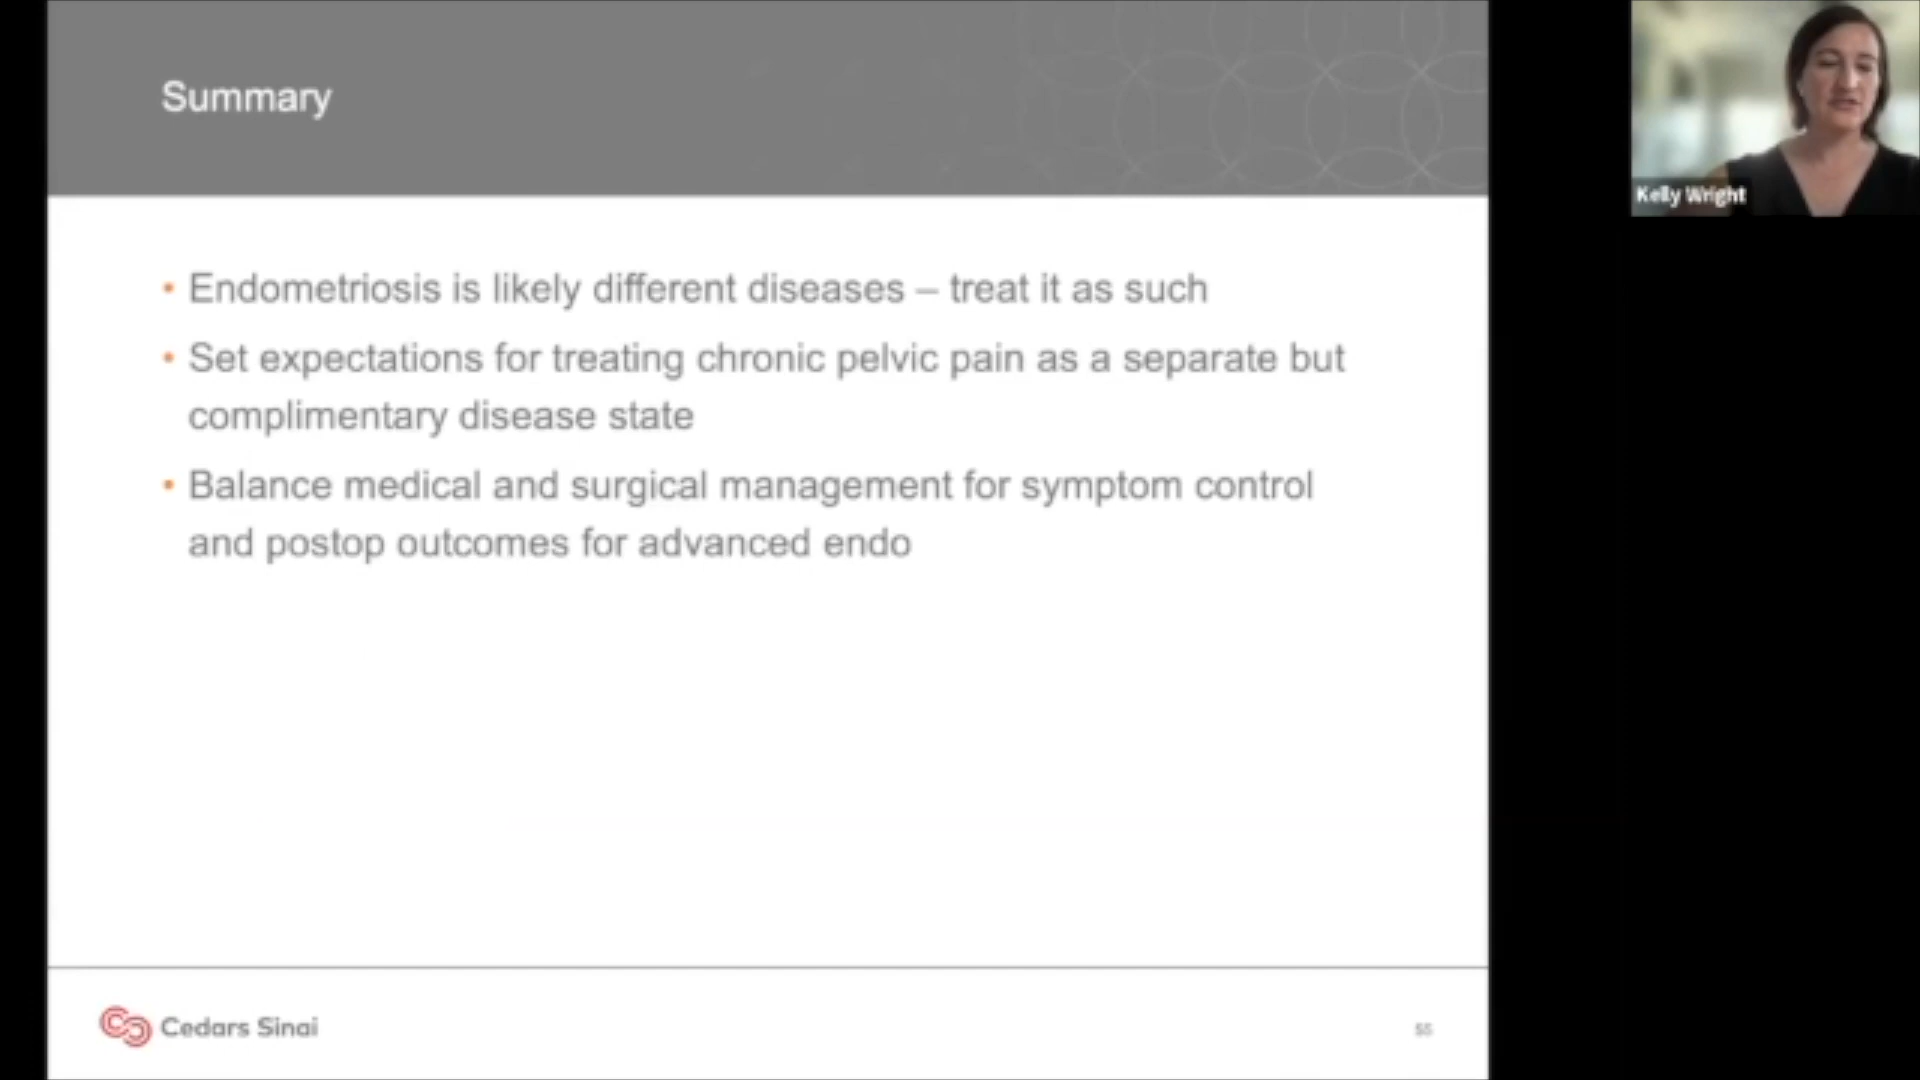 Summary
• Endometriosis is likely different diseases – treat it as such
• Set expectations for treating chronic pelvic pain as a separate but
complimentary disease state
• Balance medical and surgical management for symptom control
and postop outcomes for advanced endo
Cedars Sinai
55
Kelly Wright